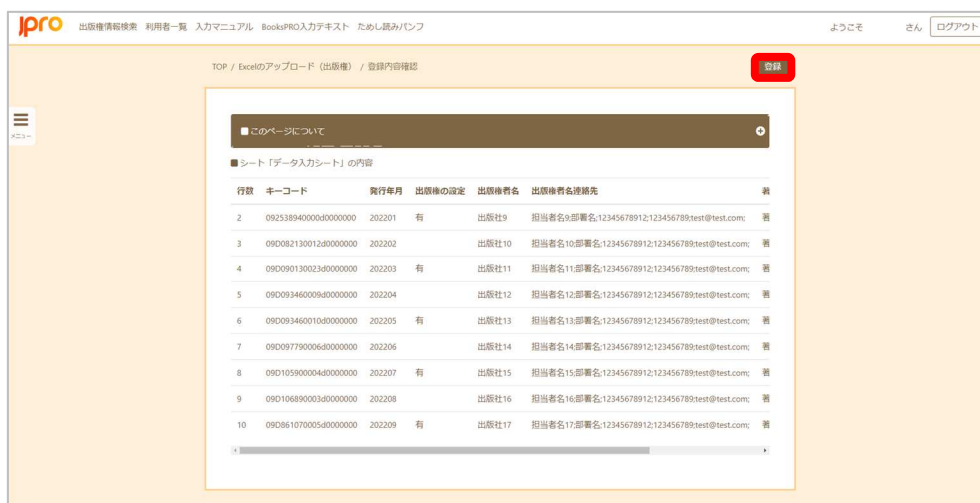 Jpro 出版権情報検索 利用者一覧 入力マニュアル BooksPRO入力テキスト ためし読みパンフ ようこそ さん ログアウト
TOP / Excelのアップロード（出版権） / 登録内容確認 登録
メニュー
このページについて
シート「データ入力シート」の内容
行数 キーコード 発行年月 出版権の設定 出版権者名 出版権者名連絡先 著
2 092538940000d0000000 202201 有 出版社9 担当者名9;部署名;12345678912;123456789;test@test.com; 著
3 09D082130012d0000000 202202 出版社10 担当者名10;部署名;12345678912;123456789;test@test.com; 著
4 09D090130023d0000000 202203 有 出版社11 担当者名11;部署名;12345678912;123456789;test@test.com; 著
5 09D093460009d0000000 202204 出版社12 担当者名12;部署名;12345678912;123456789;test@test.com; 著
6 09D093460010d0000000 202205 有 出版社13 担当者名13;部署名;12345678912;123456789;test@test.com; 著
7 09D097790006d0000000 202206 出版社14 担当者名14;部署名;12345678912;123456789;test@test.com; 著
8 09D105900004d0000000 202207 有 出版社15 担当者名15;部署名;12345678912;123456789;test@test.com; 著
9 09D106890003d0000000 202208 出版社16 担当者名16;部署名;12345678912;123456789;test@test.com; 著
10 09D861070005d0000000 202209 有 出版社17 担当者名17;部署名;12345678912;123456789;test@test.com; 著